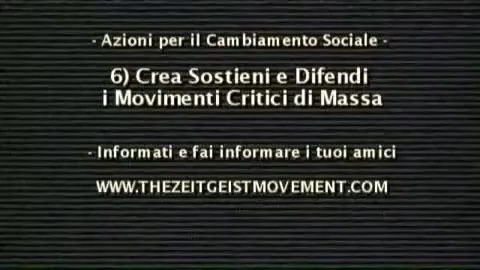 - Azioni per il Cambiamento Sociale -
6) Crea Sostieni e Difendi
i Movimenti Critici di Massa
- Informati e fai informare i tuoi amici
WWW.THEZEITGEISTMOVEMENT.COM